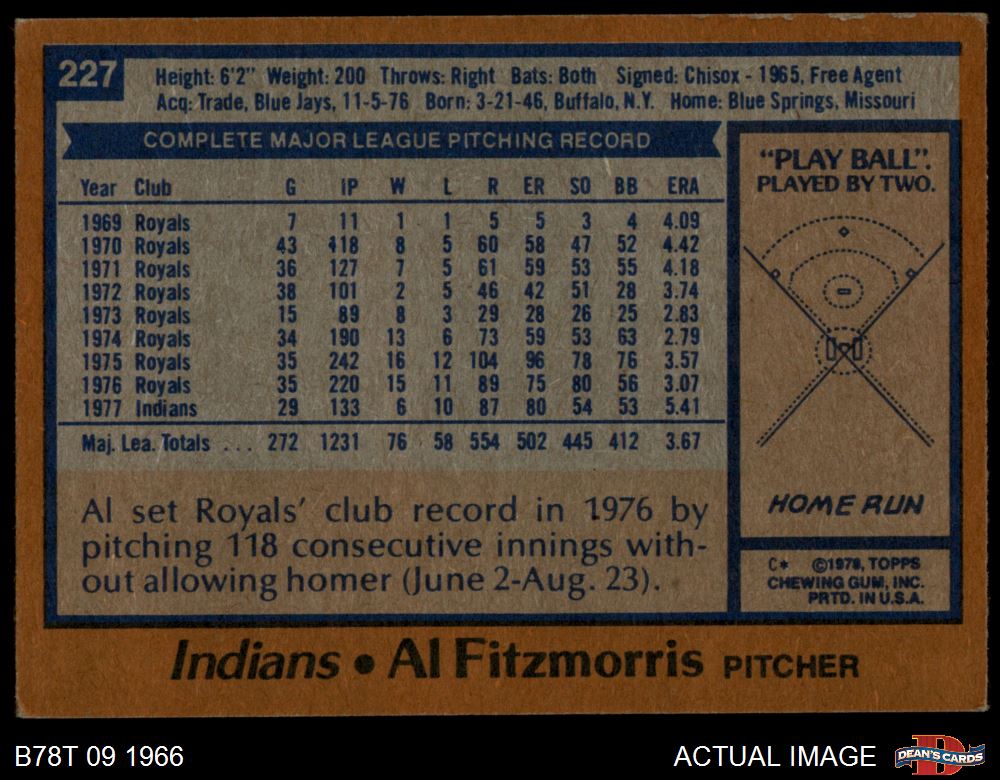 227
Height: 6'2" Weight: 200 Throws: Right Bats: Both Signed: Chisox - 1965, Free Agent
Acq: Trade, Blue Jays, 11-5-76 Born: 3-21-46, Buffalo, N.Y. Home: Blue Springs, Missouri
COMPLETE MAJOR LEAGUE PITCHING RECORD
Year Club G IP W L R ER SO BB ERA
1969 Royals 7 11 1 1 5 5 3 4 4.09
1970 Royals 43 118 8 5 60 58 47 52 4.42
1971 Royals 36 127 7 5 61 59 53 55 4.18
1972 Royals 38 101 2 5 46 42 51 28 3.74
1973 Royals 15 89 8 3 29 28 26 25 2.83
1974 Royals 34 190 13 6 73 59 53 63 2.79
1975 Royals 35 242 16 12 104 96 78 76 3.57
1976 Royals 35 220 15 11 89 75 80 56 3.07
1977 Indians 29 133 6 10 87 80 54 53 5.41
Maj. Lea. Totals . . . 272 1231 76 58 554 502 445 412 3.67
Al set Royals' club record in 1976 by
pitching 118 consecutive innings with-
out allowing homer (June 2-Aug. 23).
"PLAY BALL".
PLAYED BY TWO.
HOME RUN
C* ©1978, TOPPS
CHEWING GUM, INC.
PRTD. IN U.S.A.
Indians • Al Fitzmorris PITCHER
B78T 09 1966
ACTUAL IMAGE
DEAN'S CARDS